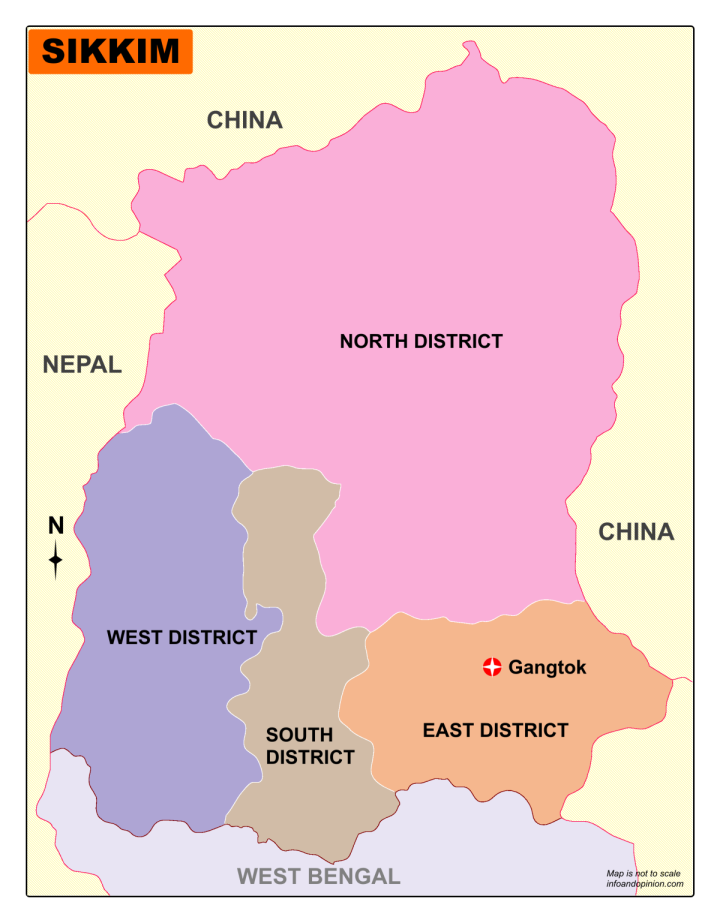 SIKKIM
CHINA
NORTH DISTRICT
NEPAL
N
CHINA
WEST DISTRICT
Gangtok
EAST DISTRICT
SOUTH
DISTRICT
WEST BENGAL
Map is not to scale
infoandopinion.com